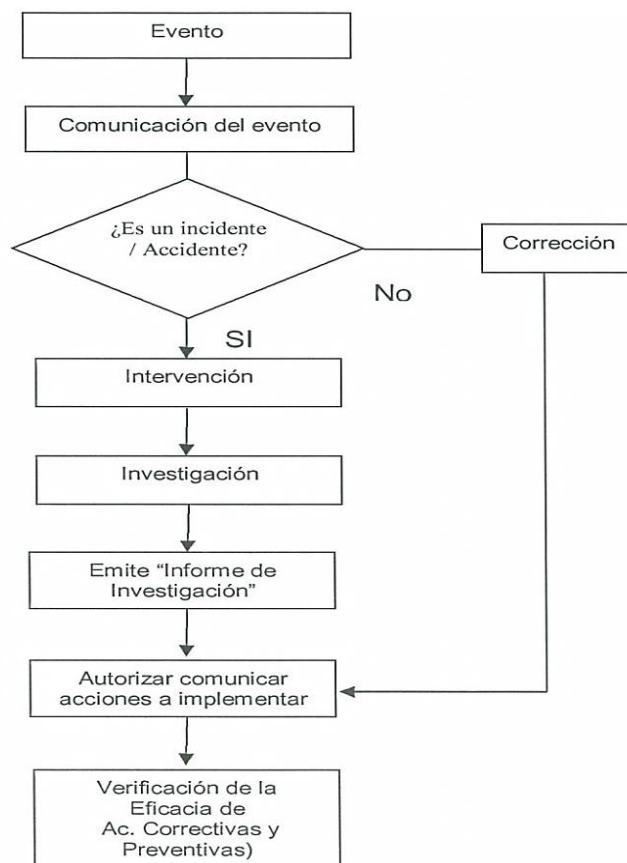 Evento
Comunicación del evento
¿Es un incidente
/ Accidente?
Corrección
No
SI
Intervención
Investigación
Emite “Informe de
Investigación”
Autorizar comunicar
acciones a implementar
Verificación de la
Eficacia de
Ac. Correctivas y
Preventivas)